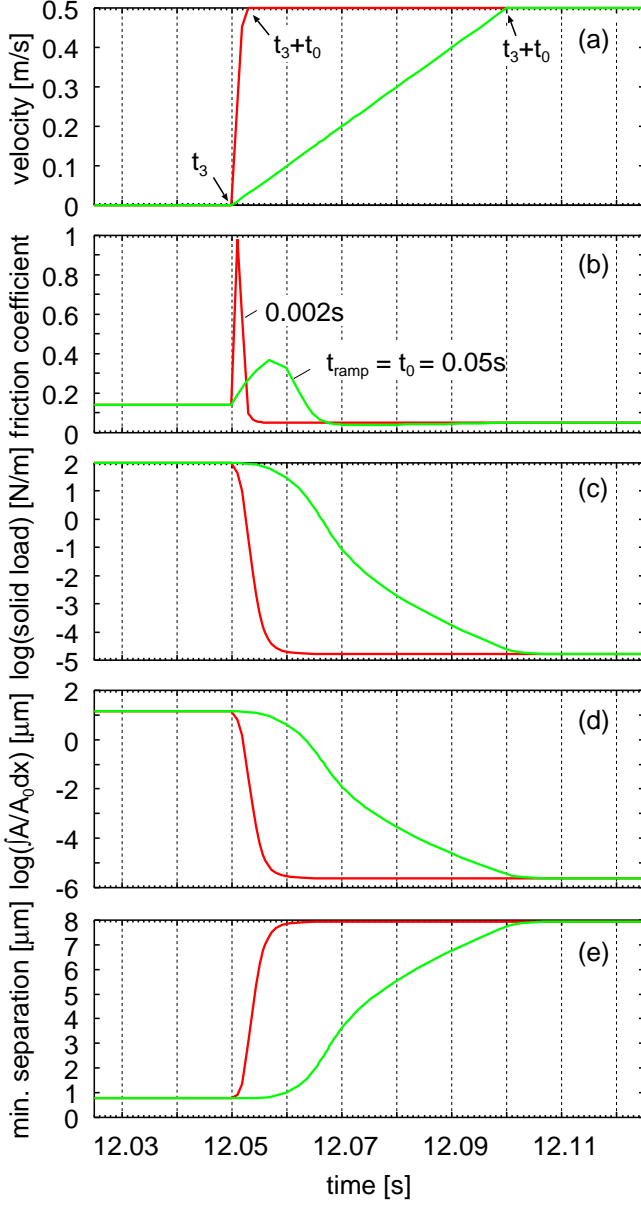 0.5
0.4
0.3
0.2
0.1
0
velocity [m/s]
(a)
t3+t0
t3+t0
t3
1
0.8
0.6
0.4
0.2
0
friction coefficient
(b)
0.002s
tramp = t0 = 0.05s
2
1
0
-1
-2
-3
-4
-5
log(solid load) [N/m]
(c)
2
0
-2
-4
-6
log(∫A/A0dx) [μm]
(d)
8
7
6
5
4
3
2
1
0
min. separation [μm]
(e)
12.03 12.05 12.07 12.09 12.11
time [s]